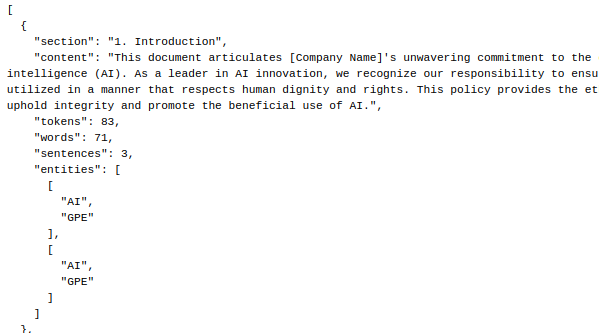 [
  {
    "section": "1. Introduction",
    "content": "This document articulates [Company Name]'s unwavering commitment to the
intelligence (AI). As a leader in AI innovation, we recognize our responsibility to ensu
utilized in a manner that respects human dignity and rights. This policy provides the et
uphold integrity and promote the beneficial use of AI.",
    "tokens": 83,
    "words": 71,
    "sentences": 3,
    "entities": [
      [
        "AI",
        "GPE"
      ],
      [
        "AI",
        "GPE"
      ]
    ]
  },